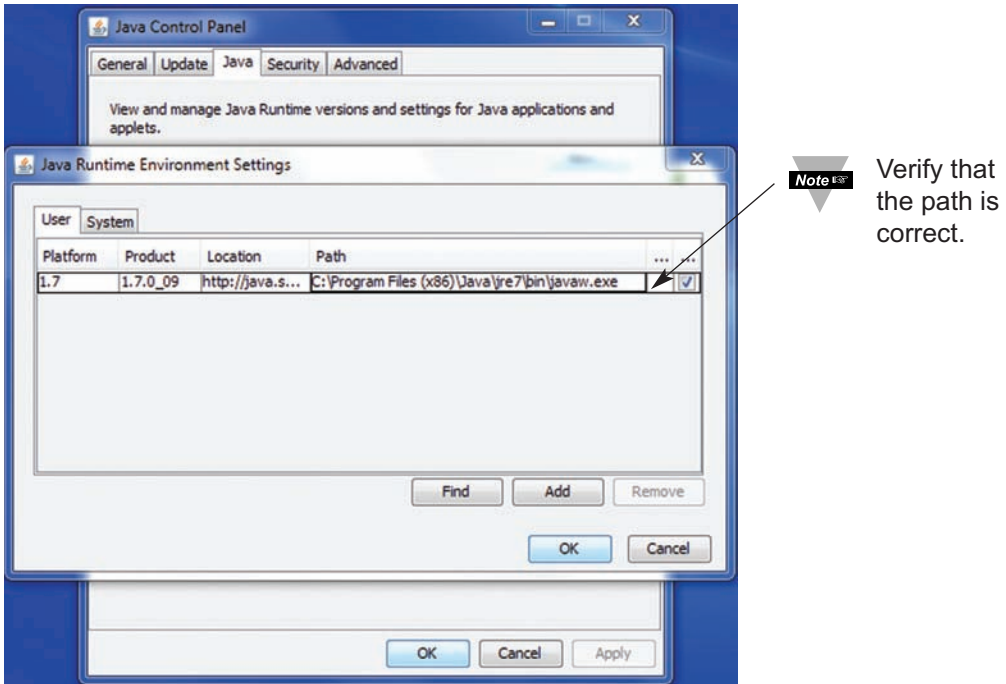 Java Control Panel
General Update Java Security Advanced
View and manage Java Runtime versions and settings for Java applications and
applets.
Java Runtime Environment Settings
User System
Platform Product Location Path ... ...
1.7 1.7.0_09 http://java.s... C:\Program Files (x86)\Java\jre7\bin\javaw.exe
Find Add Remove
OK Cancel
OK Cancel Apply
Note
Verify that
the path is
correct.